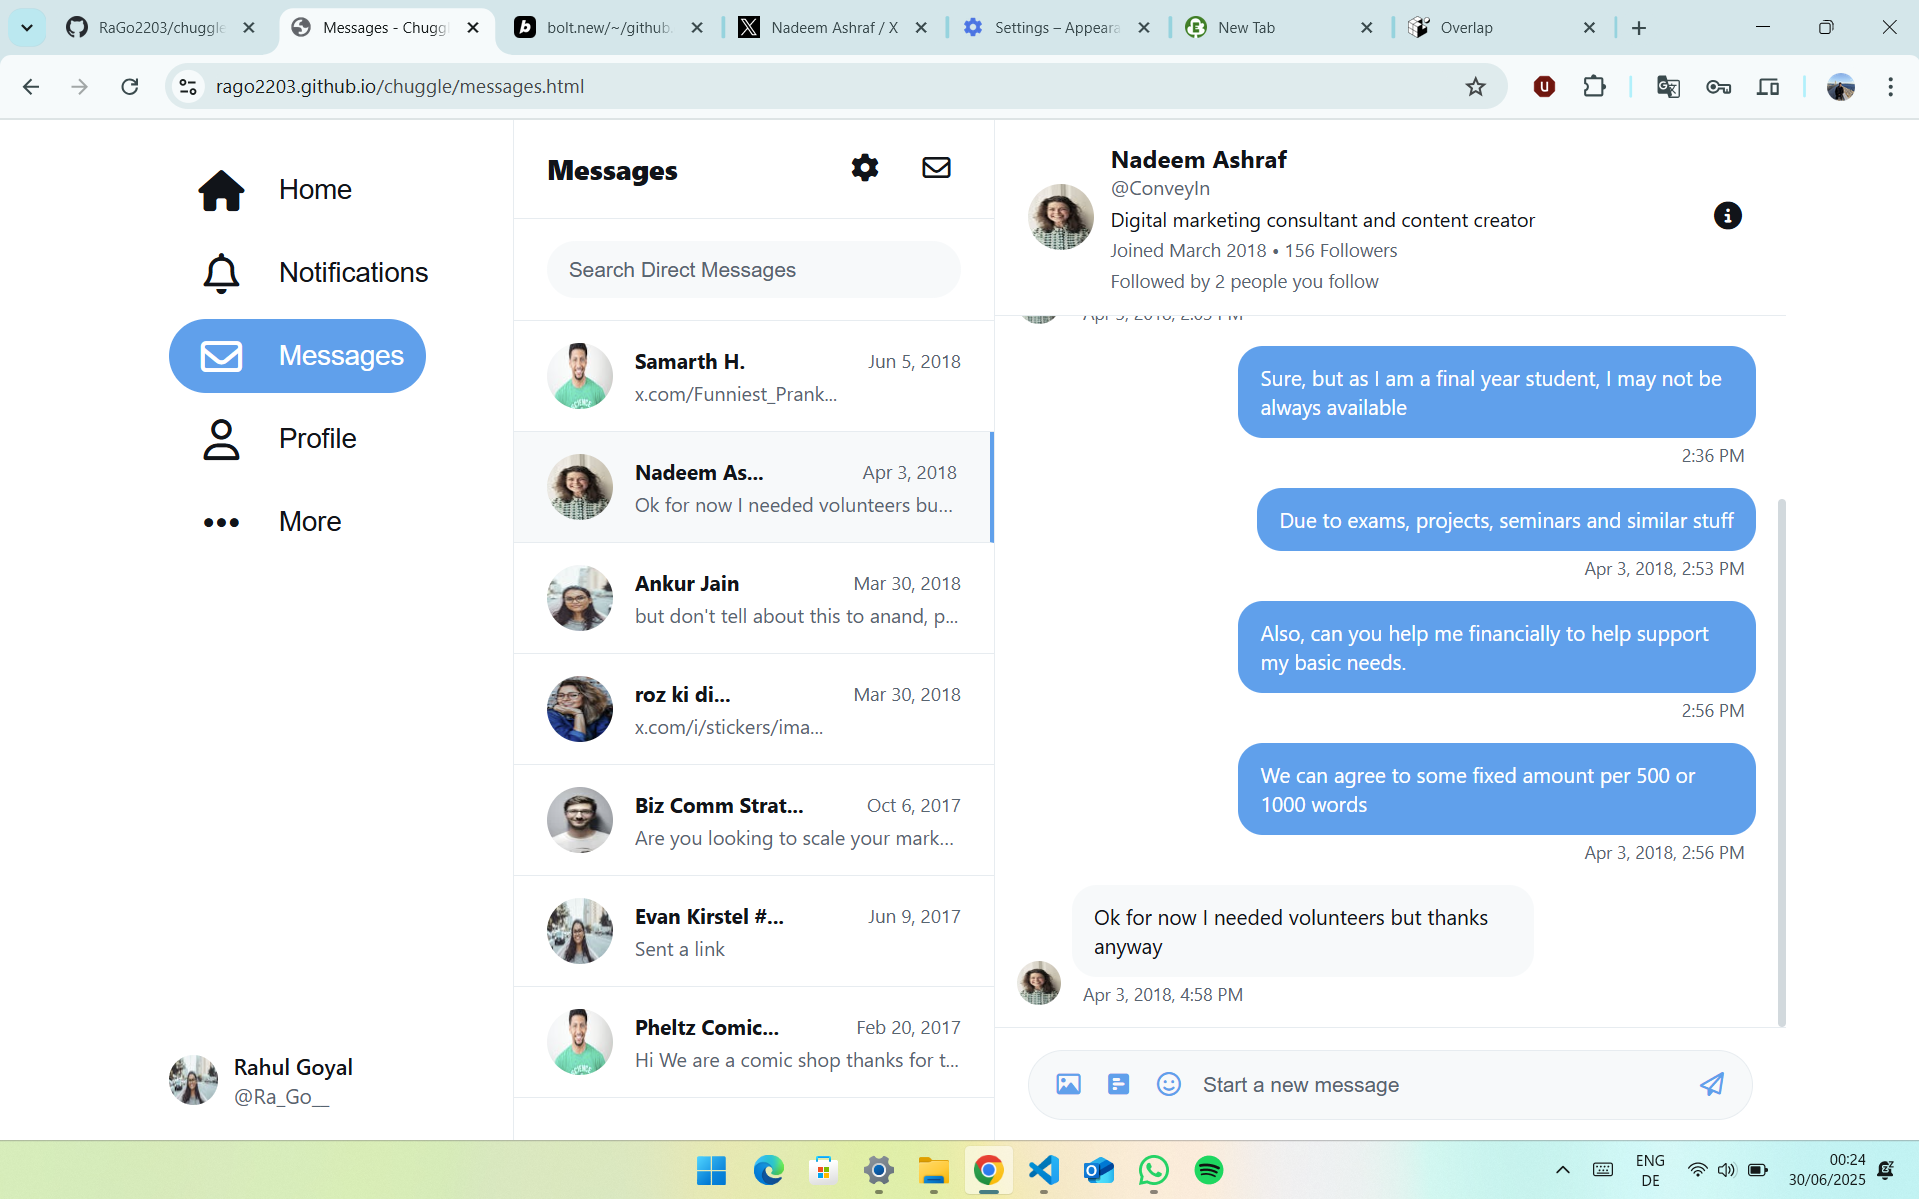 RaGo2203/chuggle
Messages - Chuggl
bolt.new/~/github.
Nadeem Ashraf / X
Settings – Appeara
New Tab
Overlap
rago2203.github.io/chuggle/messages.html
Home
Notifications
Messages
Profile
More
Rahul Goyal
@Ra_Go__
Messages
Search Direct Messages
Samarth H.
Jun 5, 2018
x.com/Funniest_Prank...
Nadeem As...
Apr 3, 2018
Ok for now I needed volunteers bu...
Ankur Jain
Mar 30, 2018
but don't tell about this to anand, p...
roz ki di...
Mar 30, 2018
x.com/i/stickers/ima...
Biz Comm Strat...
Oct 6, 2017
Are you looking to scale your mark...
Evan Kirstel #...
Jun 9, 2017
Sent a link
Pheltz Comic...
Feb 20, 2017
Hi We are a comic shop thanks for t...
Nadeem Ashraf
@ConveyIn
Digital marketing consultant and content creator
Joined March 2018 • 156 Followers
Followed by 2 people you follow
Sure, but as I am a final year student, I may not be
always available
2:36 PM
Due to exams, projects, seminars and similar stuff
Apr 3, 2018, 2:53 PM
Also, can you help me financially to help support
my basic needs.
2:56 PM
We can agree to some fixed amount per 500 or
1000 words
Apr 3, 2018, 2:56 PM
Ok for now I needed volunteers but thanks
anyway
Apr 3, 2018, 4:58 PM
Start a new message
ENG
DE
00:24
30/06/2025